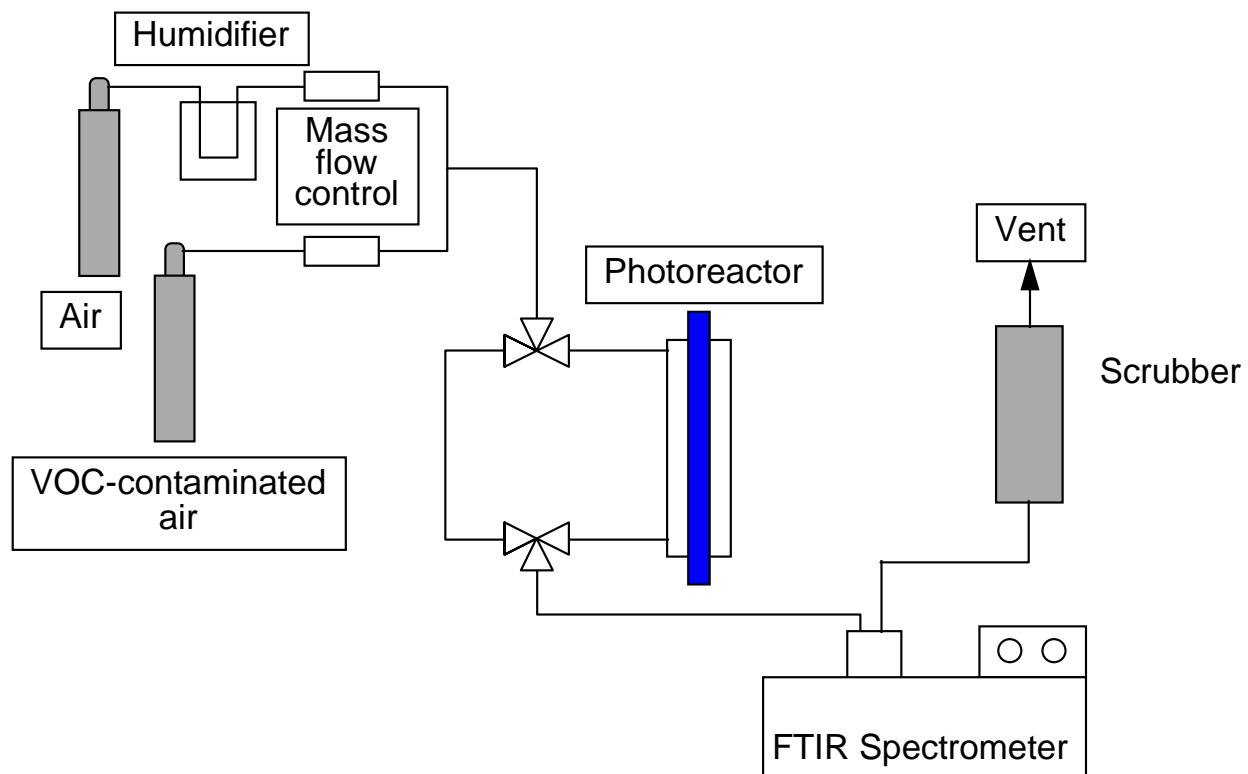 Humidifier
Mass
flow
control
Air
VOC-contaminated
air
Photoreactor
Vent
Scrubber
FTIR Spectrometer